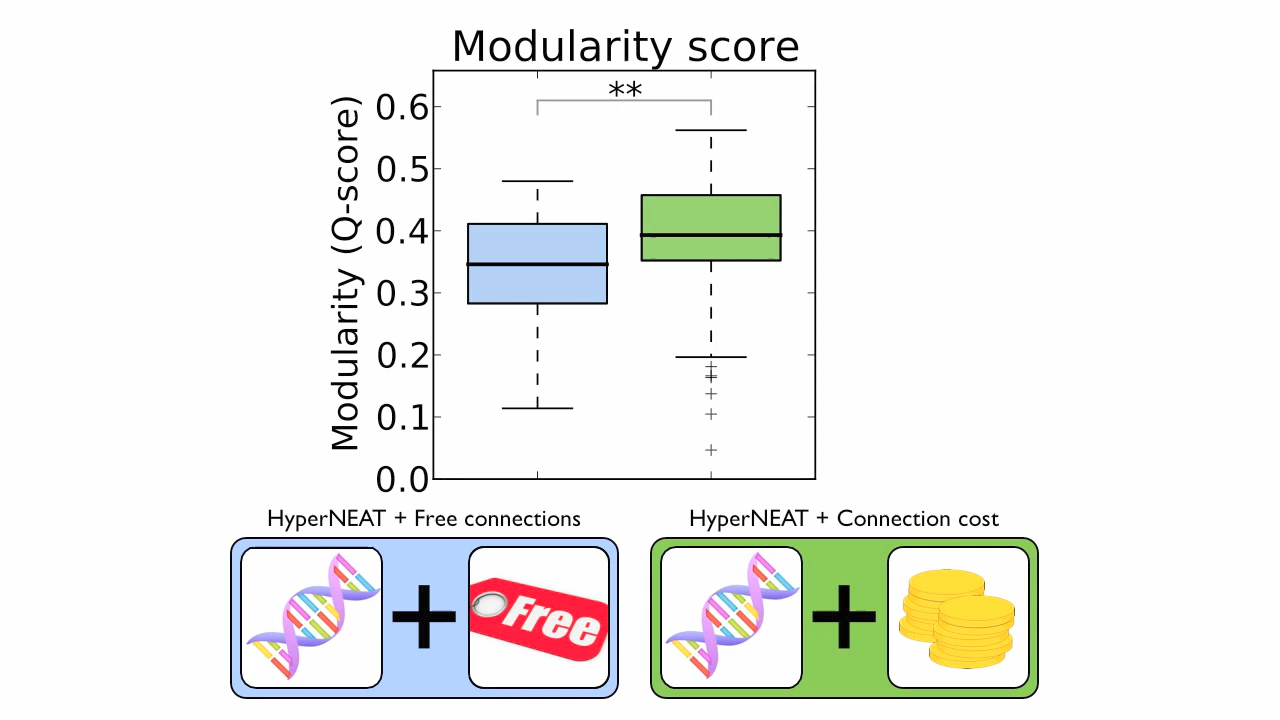 Modularity score
**
Modularity (Q-score)
0.6
0.5
0.4
0.3
0.2
0.1
0.0
HyperNEAT + Free connections
HyperNEAT + Connection cost
Free